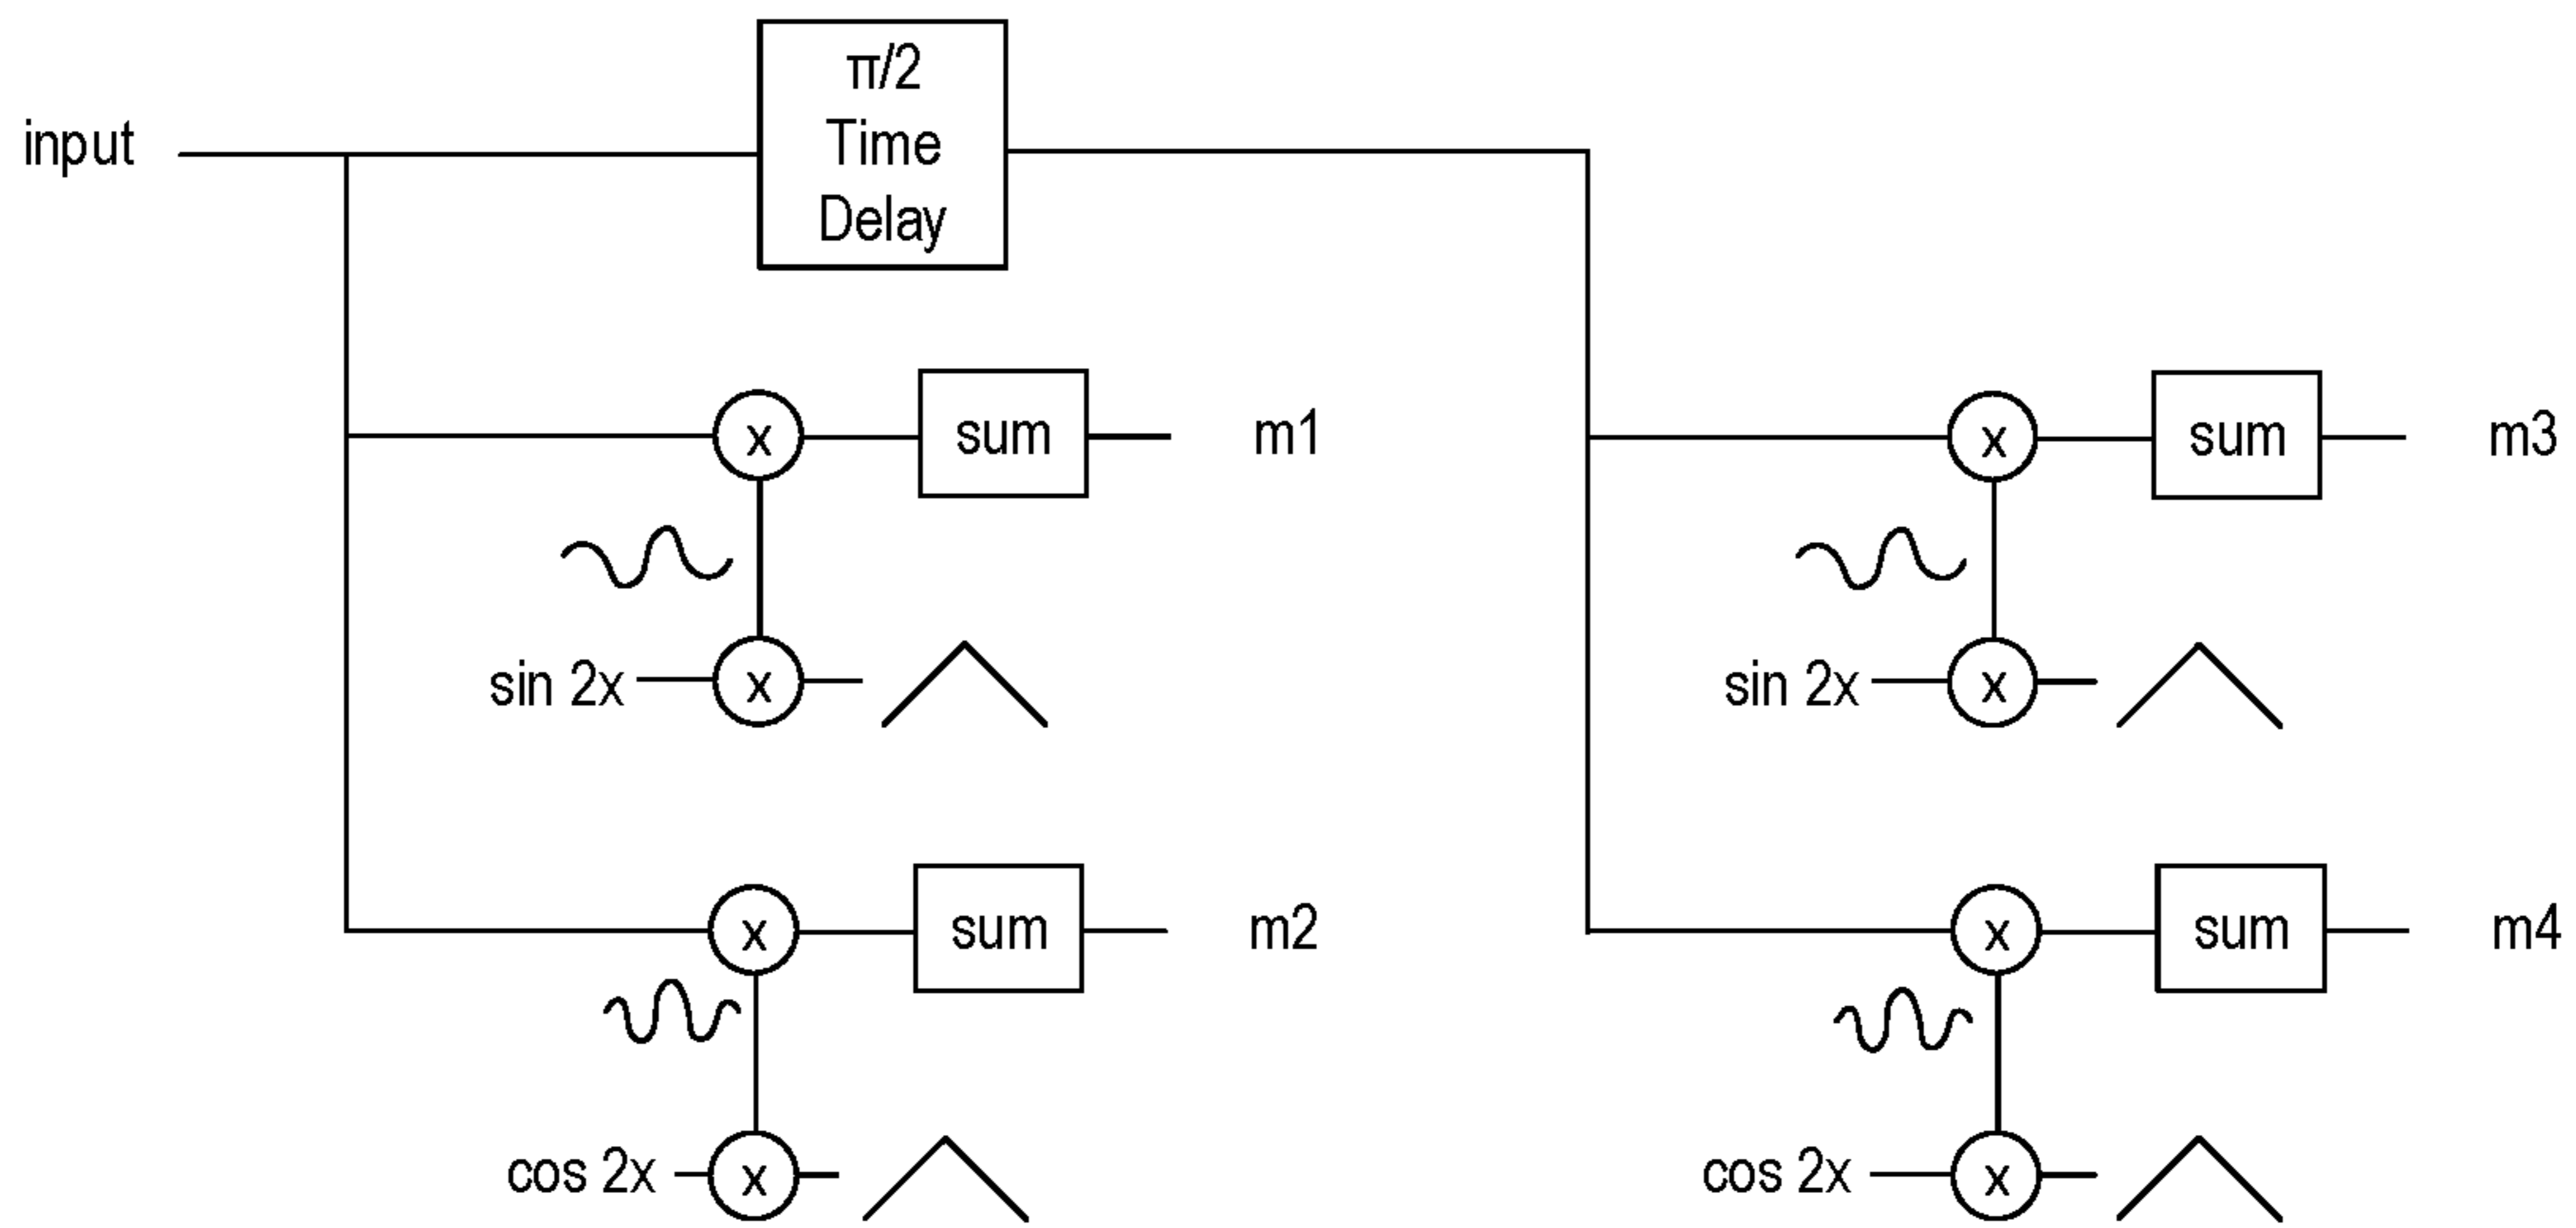 π/2
Time
Delay
input
x
sum
m1
x
sum
m3
sin 2x
x
sin 2x
x
x
sum
m2
x
sum
m4
cos 2x
x
cos 2x
x